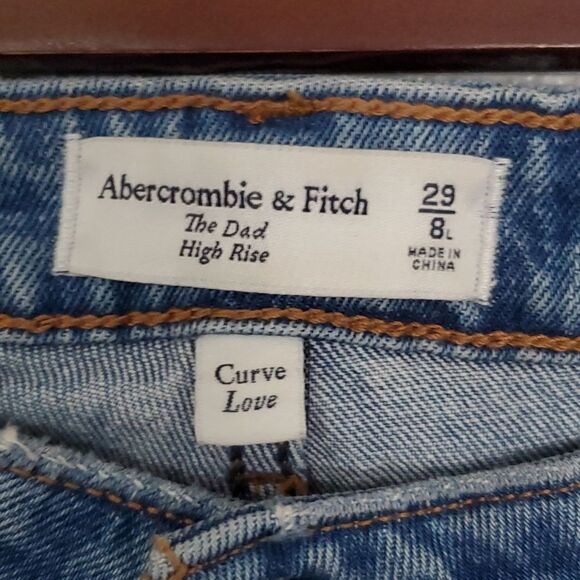 Abercrombie & Fitch
The Dad
High Rise
29
8L
MADE IN
CHINA
Curve
Love